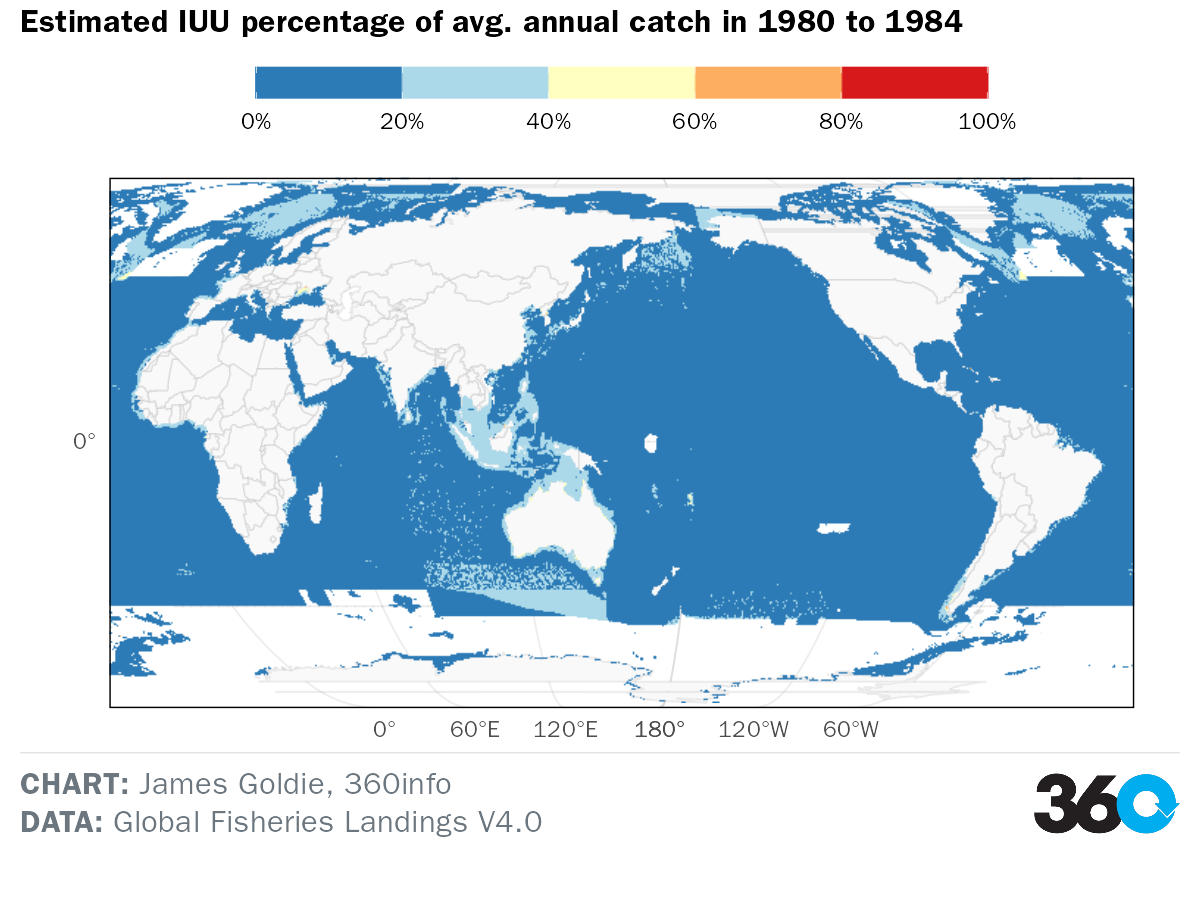 Estimated IUU percentage of avg. annual catch in 1980 to 1984
0% 20% 40% 60% 80% 100%
0°
0° 60°E 120°E 180° 120°W 60°W
CHART: James Goldie, 360info
DATA: Global Fisheries Landings V4.0
360